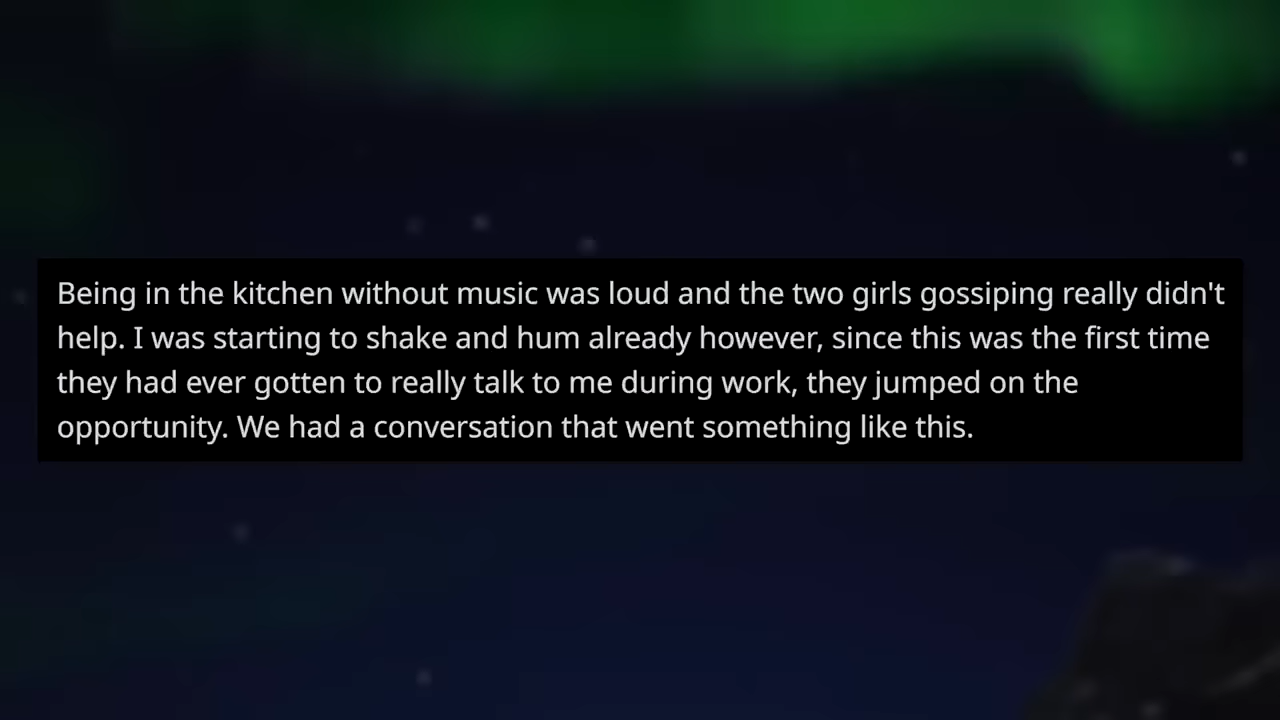 Being in the kitchen without music was loud and the two girls gossiping really didn't
help. I was starting to shake and hum already however, since this was the first time
they had ever gotten to really talk to me during work, they jumped on the
opportunity. We had a conversation that went something like this.